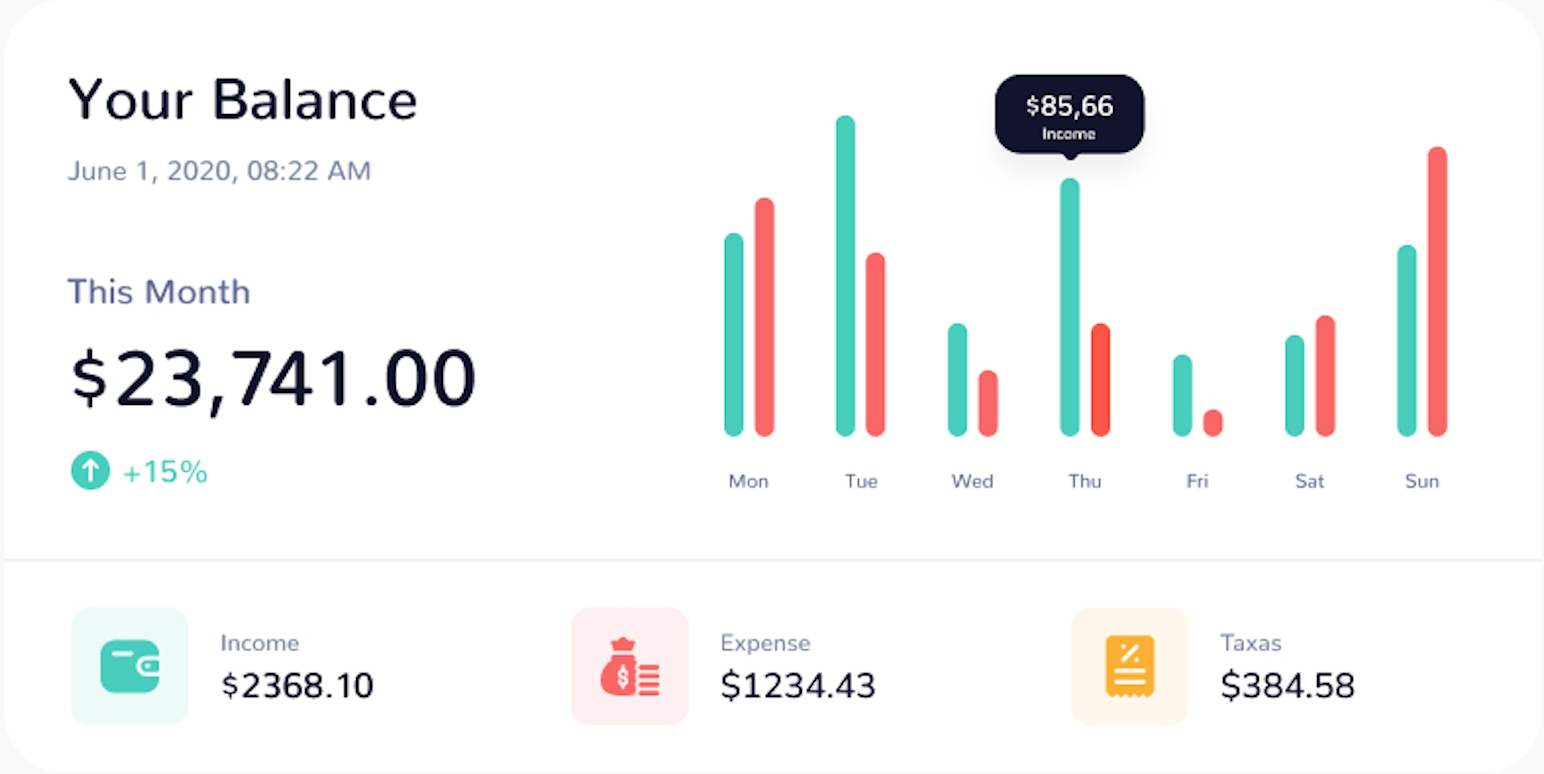 Your Balance
June 1, 2020, 08:22 AM
This Month
$23,741.00
+15%
$85,66
Income
Mon Tue Wed Thu Fri Sat Sun
Income
$2368.10
Expense
$1234.43
Taxas
$384.58